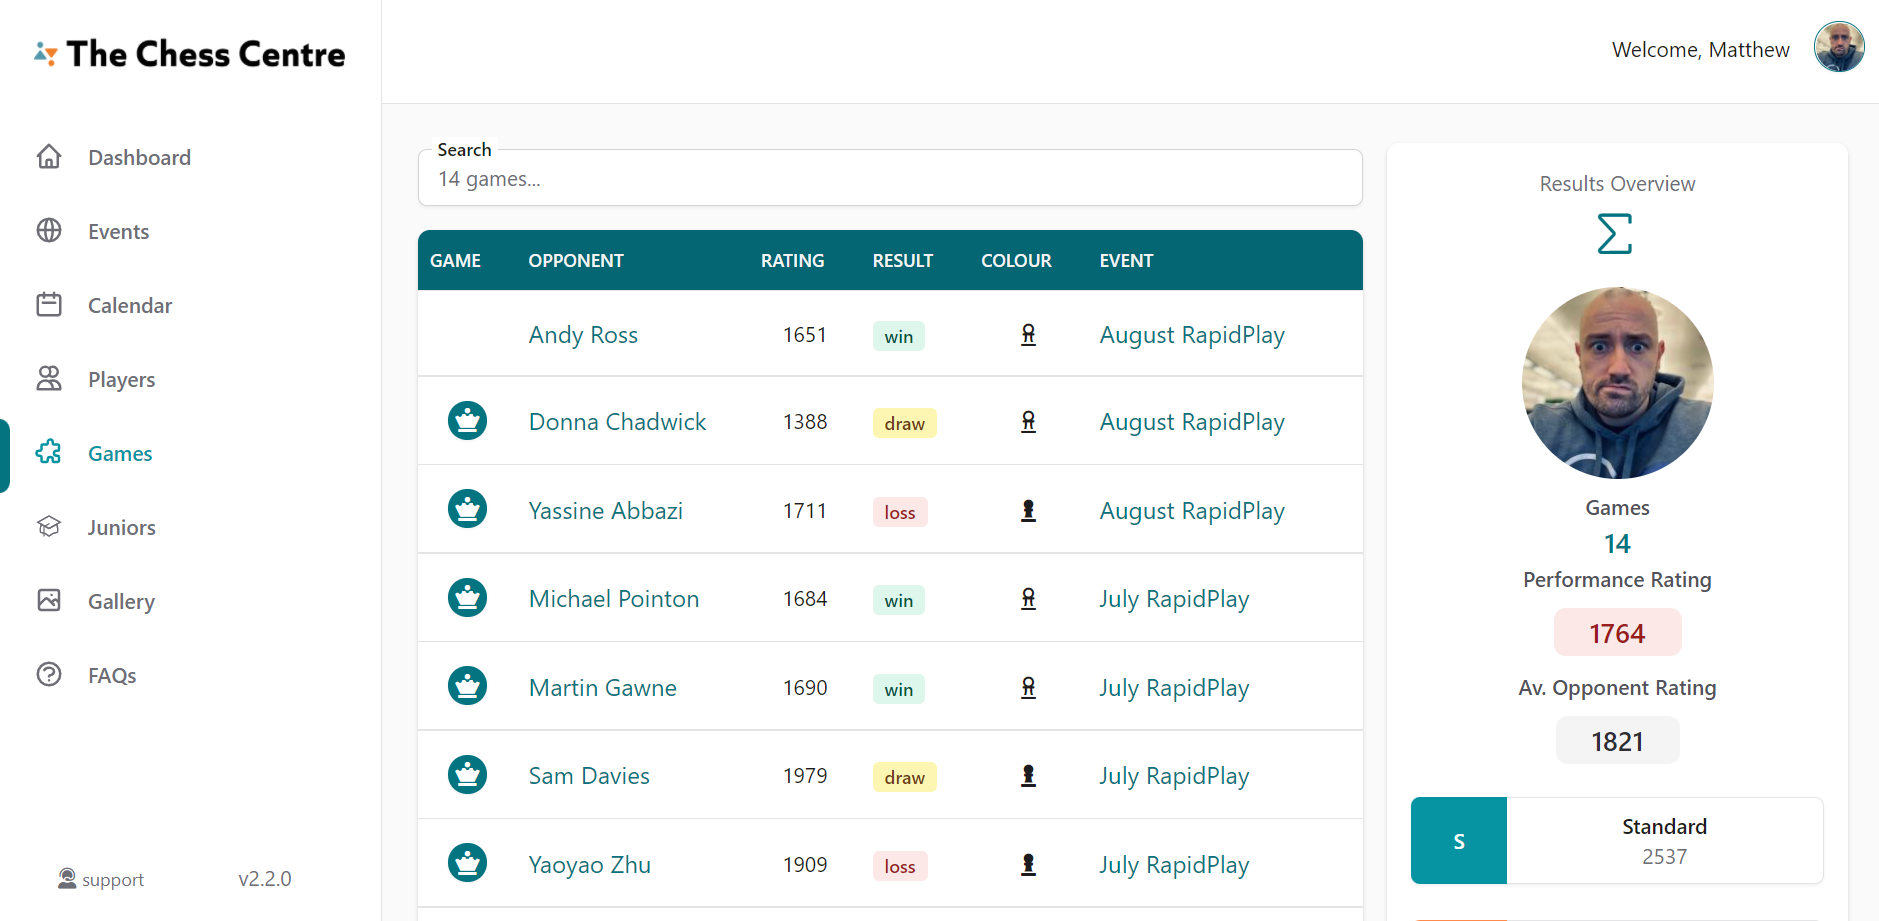 The Chess Centre
Welcome, Matthew
Dashboard
Events
Calendar
Players
Games
Juniors
Gallery
FAQs
support v2.2.0
Search
14 games...
GAME OPPONENT RATING RESULT COLOUR EVENT
Andy Ross 1651 win August RapidPlay
Donna Chadwick 1388 draw August RapidPlay
Yassine Abbazi 1711 loss August RapidPlay
Michael Pointon 1684 win July RapidPlay
Martin Gawne 1690 win July RapidPlay
Sam Davies 1979 draw July RapidPlay
Yaoyao Zhu 1909 loss July RapidPlay
Results Overview
Games
14
Performance Rating
1764
Av. Opponent Rating
1821
S
Standard
2537